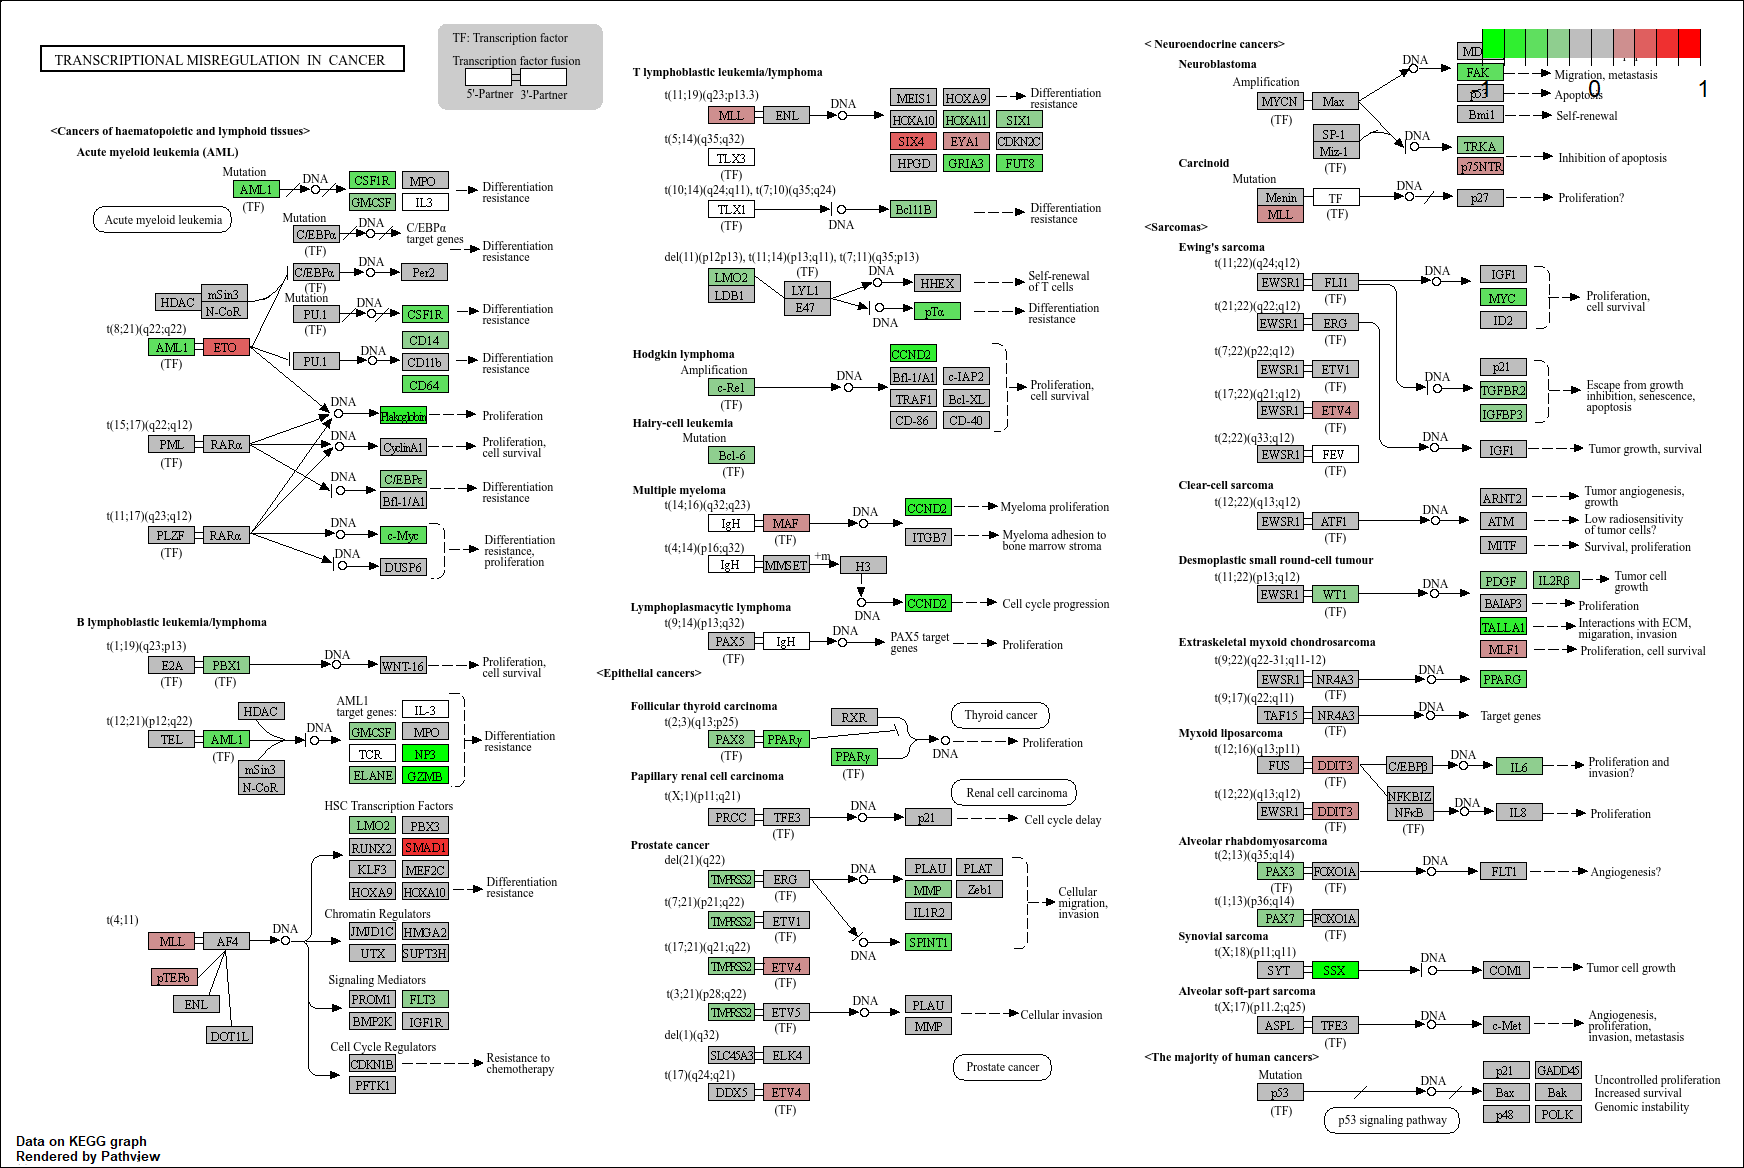 TRANSCRIPTIONAL MISREGULATION IN CANCER
TF: Transcription factor
Transcription factor fusion
5'-Partner 3'-Partner
<Cancers of haematopoietic and lymphoid tissues>
Acute myeloid leukemia (AML)
Mutation
AML1
(TF)
DNA
CSF1R
MPO
GMCSF
IL3
Differentiation
resistance
Acute myeloid leukemia
Mutation
C/EBPα
(TF)
DNA
C/EBPα
target genes
Differentiation
resistance
C/EBPα
(TF)
DNA
Per2
HDAC
mSin3
N-CoR
Mutation
PU.1
(TF)
DNA
CSF1R
Differentiation
resistance
t(8;21)(q22;q22)
AML1
ETO
(TF)
PU.1
DNA
CD14
CD11b
CD64
Differentiation
resistance
DNA
Plakoglobin
Proliferation
t(15;17)(q22;q12)
PML
RARα
(TF)
DNA
CyclinA1
Proliferation,
cell survival
DNA
C/EBPε
Bfl-1/A1
Differentiation
resistance
t(11;17)(q23;q12)
PLZF
RARα
(TF)
DNA
c-Myc
DNA
DUSP6
Differentiation
resistance,
proliferation
B lymphoblastic leukemia/lymphoma
t(1;19)(q23;p13)
E2A
PBX1
(TF)
(TF)
DNA
WNT-16
Proliferation,
cell survival
t(12;21)(p12;q22)
TEL
AML1
(TF)
HDAC
mSin3
N-CoR
DNA
AML1
target genes:
IL-3
GMCSF
MPO
TCR
NP3
ELANE
GZMB
Differentiation
resistance
HSC Transcription Factors
LMO2
PBX3
RUNX2
SMAD1
KLF3
MEF2C
HOXA9
HOXA10
Differentiation
resistance
t(4;11)
MLL
AF4
DNA
pTEFb
ENL
DOT1L
Chromatin Regulators
JMJD1C
HMGA2
UTX
SUPT3H
Signaling Mediators
PROM1
FLT3
BMP2K
IGF1R
Cell Cycle Regulators
CDKN1B
PFTK1
Resistance to
chemotherapy
T lymphoblastic leukemia/lymphoma
t(11;19)(q23;p13.3)
MLL
ENL
DNA
MEIS1
HOXA9
HOXA10
HOXA11
SIX1
SIX4
EYA1
CDKN2C
HPGD
GRIA3
FUT8
Differentiation
resistance
t(5;14)(q35;q32)
TLX3
(TF)
t(10;14)(q24;q11), t(7;10)(q35;q24)
TLX1
(TF)
DNA
Bcl11B
Differentiation
resistance
del(11)(p12p13), t(11;14)(p13;q11), t(7;11)(q35;p13)
LMO2
LDB1
(TF)
LYL1
E47
DNA
HHEX
Self-renewal
of T cells
DNA
pTα
Differentiation
resistance
Hodgkin lymphoma
Amplification
c-Rel
(TF)
DNA
CCND2
Bfl-1/A1
c-IAP2
TRAF1
Bcl-XL
CD-86
CD-40
Proliferation,
cell survival
Hairy-cell leukemia
Mutation
Bcl-6
(TF)
Multiple myeloma
t(14;16)(q32;q23)
IgH
MAF
(TF)
DNA
CCND2
Myeloma proliferation
ITGB7
Myeloma adhesion to
bone marrow stroma
t(4;14)(p16;q32)
IgH
MMSET
+m
H3
DNA
CCND2
Cell cycle progression
Lymphoplasmacytic lymphoma
t(9;14)(p13;q32)
PAX5
IgH
(TF)
DNA
PAX5 target
genes
Proliferation
<Epithelial cancers>
Follicular thyroid carcinoma
t(2;3)(q13;p25)
PAX8
PPARγ
(TF)
RXR
PPARγ
(TF)
DNA
Proliferation
Thyroid cancer
Papillary renal cell carcinoma
t(X;1)(p11;q21)
PRCC
TFE3
(TF)
DNA
p21
Cell cycle delay
Renal cell carcinoma
Prostate cancer
del(21)(q22)
TMPRSS2
ERG
(TF)
DNA
PLAU
PLAT
MMP
Zeb1
IL1R2
DNA
SPINT1
Cellular
migration,
invasion
t(7;21)(p21;q22)
TMPRSS2
ETV1
(TF)
t(17;21)(q21;q22)
TMPRSS2
ETV4
(TF)
t(3;21)(p28;q22)
TMPRSS2
ETV5
(TF)
DNA
PLAU
MMP
Cellular invasion
del(1)(q32)
SLC45A3
ELK4
t(17)(q24;q21)
DDX5
ETV4
(TF)
Prostate cancer
<Neuroendocrine cancers>
Neuroblastoma
Amplification
MYCN
Max
(TF)
SP-1
Miz-1
DNA
FAK
p53
Bmi1
Migration, metastasis
Apoptosis
Self-renewal
DNA
TRKA
p75NTR
Inhibition of apoptosis
-1
0
1
Carcinoid
Mutation
Menin
MLL
TF
(TF)
DNA
p27
Proliferation?
<Sarcomas>
Ewing's sarcoma
t(11;22)(q24;q12)
EWSR1
FLI1
(TF)
DNA
IGF1
MYC
ID2
Proliferation,
cell survival
t(21;22)(q22;q12)
EWSR1
ERG
(TF)
t(7;22)(p22;q12)
EWSR1
ETV1
(TF)
DNA
p21
TGFBR2
IGFBP3
Escape from growth
inhibition, senescence,
apoptosis
t(17;22)(q21;q12)
EWSR1
ETV4
(TF)
t(2;22)(q33;q12)
EWSR1
FEV
(TF)
DNA
IGF1
Tumor growth, survival
Clear-cell sarcoma
t(12;22)(q13;q12)
EWSR1
ATF1
(TF)
DNA
ARNT2
ATM
MITF
Tumor angiogenesis,
growth
Low radiosensitivity
of tumor cells?
Survival, proliferation
Desmoplastic small round-cell tumour
t(11;22)(p13;q12)
EWSR1
WT1
(TF)
DNA
PDGF
IL2Rβ
Tumor cell
growth
BAIAP3
Proliferation
TALLA1
Interactions with ECM,
migaration, invasion
MLF1
Proliferation, cell survival
Extraskeletal myxoid chondrosarcoma
t(9;22)(q22-31;q11-12)
EWSR1
NR4A3
(TF)
DNA
PPARG
t(9;17)(q22;q11)
TAF15
NR4A3
(TF)
DNA
Target genes
Myxoid liposarcoma
t(12;16)(q13;p11)
FUS
DDIT3
(TF)
C/EBPβ
DNA
IL6
Proliferation and
invasion?
t(12;22)(q13;q12)
EWSR1
DDIT3
(TF)
NFKBIZ
NFκB
(TF)
DNA
IL8
Proliferation
Alveolar rhabdomyosarcoma
t(2;13)(q35;q14)
PAX3
FOXO1A
(TF)
(TF)
DNA
FLT1
Angiogenesis?
t(1;13)(p36;q14)
PAX7
FOXO1A
(TF)
Synovial sarcoma
t(X;18)(p11;q11)
SYT
SSX
DNA
COM1
Tumor cell growth
Alveolar soft-part sarcoma
t(X;17)(p11.2;q25)
ASPL
TFE3
(TF)
DNA
c-Met
Angiogenesis,
proliferation,
invasion, metastasis
<The majority of human cancers>
Mutation
p53
(TF)
DNA
p21
GADD45
Bax
Bak
p48
POLK
Uncontrolled proliferation
Increased survival
Genomic instability
p53 signaling pathway
Data on KEGG graph
Rendered by Pathview